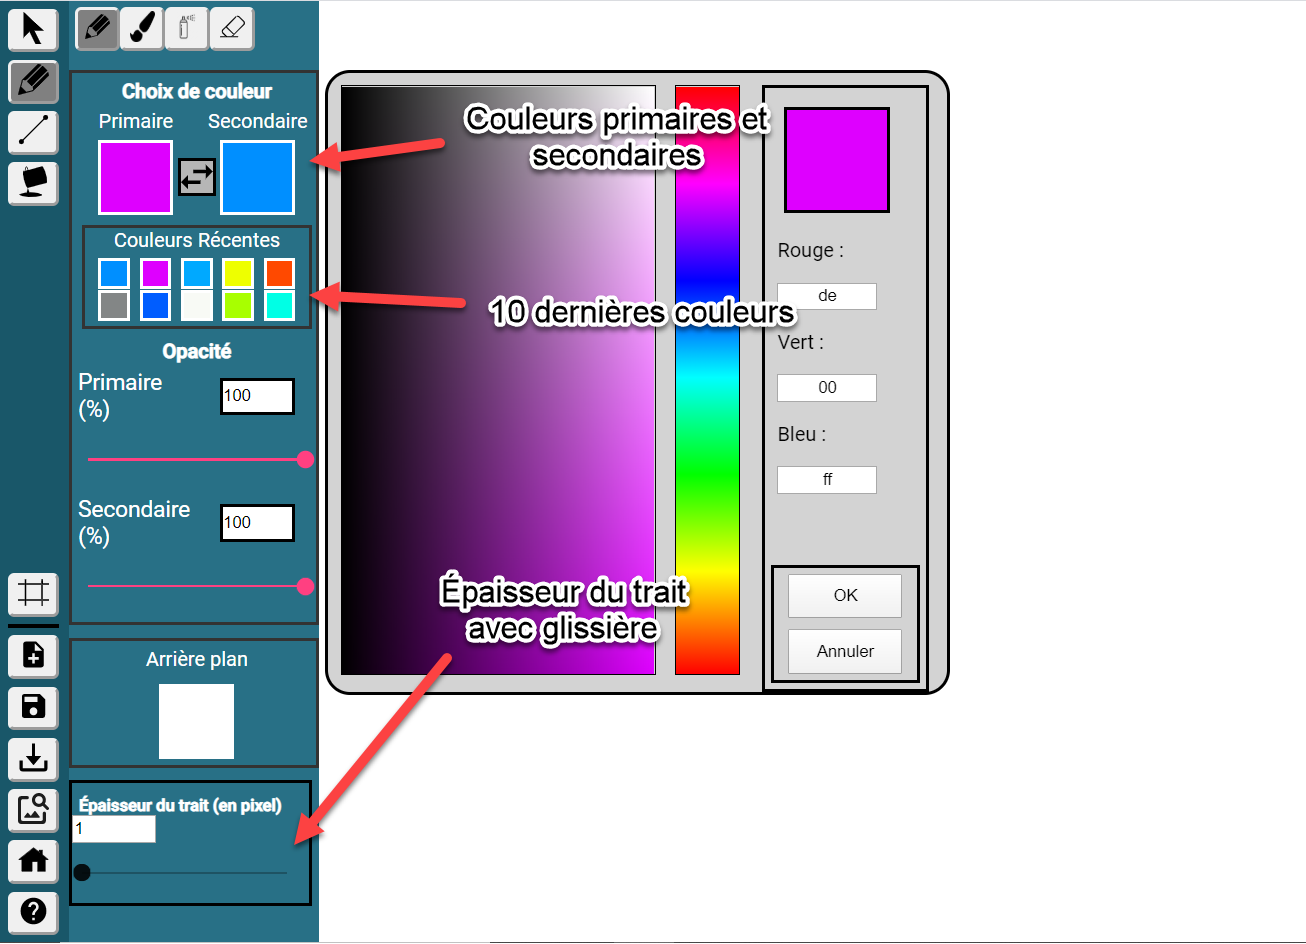 Choix de couleur
Primaire Secondaire
Couleurs Récentes
Opacité
Primaire
(%)
100
Secondaire
(%)
100
Arrière plan
Épaisseur du trait (en pixel)
1
Couleurs primaires et
secondaires
10 dernières couleurs
Épaisseur du trait
avec glissière
Rouge :
de
Vert :
00
Bleu :
ff
OK
Annuler